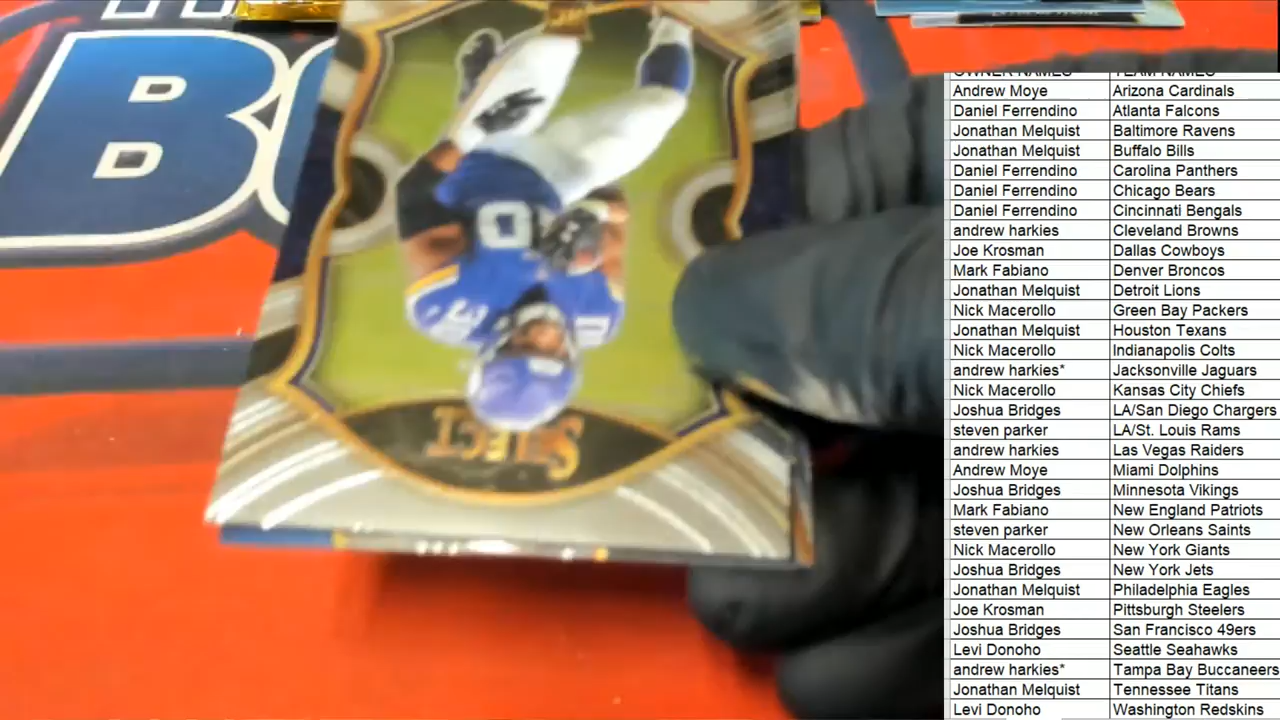 OWNER NAMES TEAM NAMES
Andrew Moye Arizona Cardinals
Daniel Ferrendino Atlanta Falcons
Jonathan Melquist Baltimore Ravens
Jonathan Melquist Buffalo Bills
Daniel Ferrendino Carolina Panthers
Daniel Ferrendino Chicago Bears
Daniel Ferrendino Cincinnati Bengals
andrew harkies Cleveland Browns
Joe Krosman Dallas Cowboys
Mark Fabiano Denver Broncos
Jonathan Melquist Detroit Lions
Nick Macerollo Green Bay Packers
Jonathan Melquist Houston Texans
Nick Macerollo Indianapolis Colts
andrew harkies* Jacksonville Jaguars
Nick Macerollo Kansas City Chiefs
Joshua Bridges LA/San Diego Chargers
steven parker LA/St. Louis Rams
andrew harkies Las Vegas Raiders
Andrew Moye Miami Dolphins
Joshua Bridges Minnesota Vikings
Mark Fabiano New England Patriots
steven parker New Orleans Saints
Nick Macerollo New York Giants
Joshua Bridges New York Jets
Jonathan Melquist Philadelphia Eagles
Joe Krosman Pittsburgh Steelers
Joshua Bridges San Francisco 49ers
Levi Donoho Seattle Seahawks
andrew harkies* Tampa Bay Buccaneers
Jonathan Melquist Tennessee Titans
Levi Donoho Washington Redskins
B
SELECT